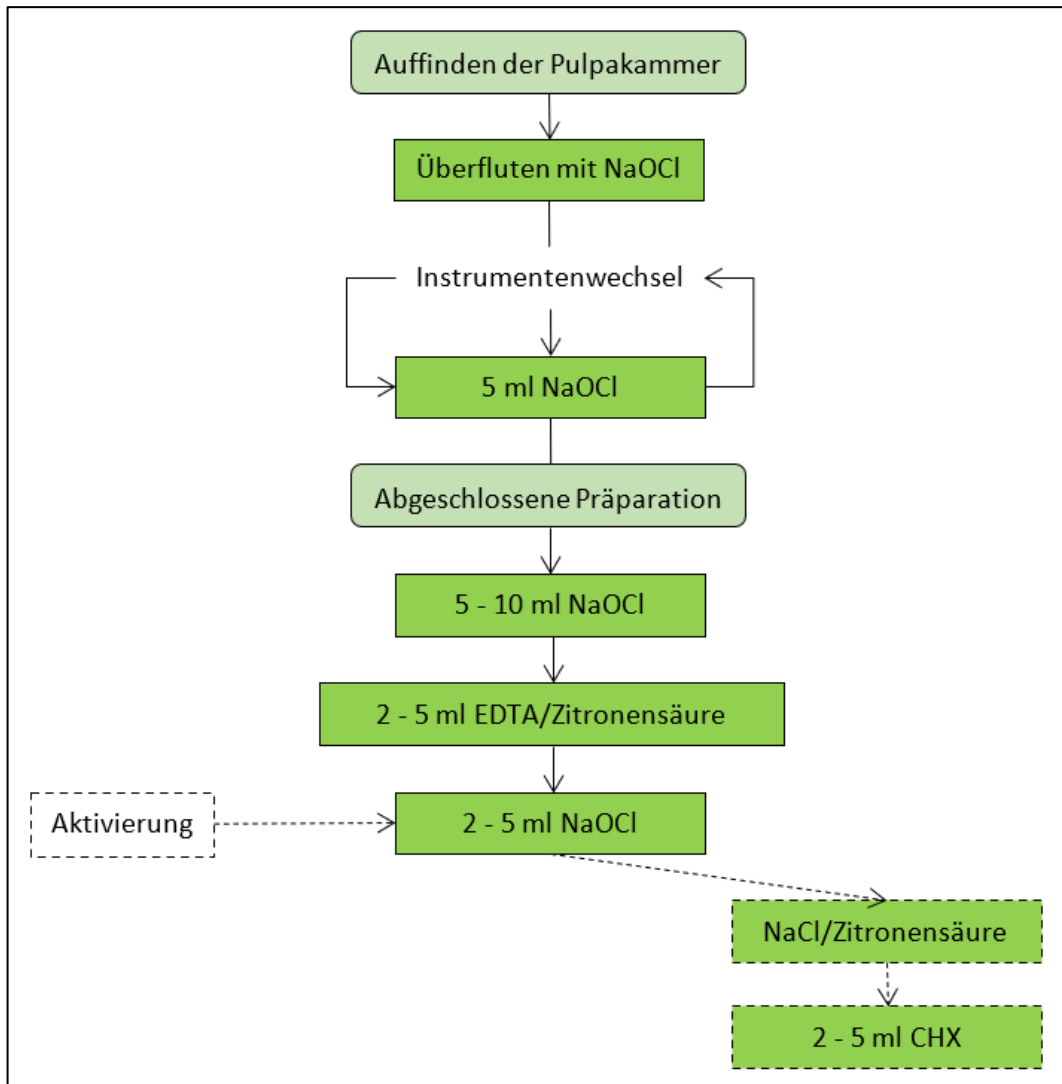 Auffinden der Pulpakammer
Überfluten mit NaOCl
Instrumentenwechsel
5 ml NaOCl
Abgeschlossene Präparation
5 - 10 ml NaOCl
2 - 5 ml EDTA/Zitronensäure
Aktivierung
2 - 5 ml NaOCl
NaCl/Zitronensäure
2 - 5 ml CHX